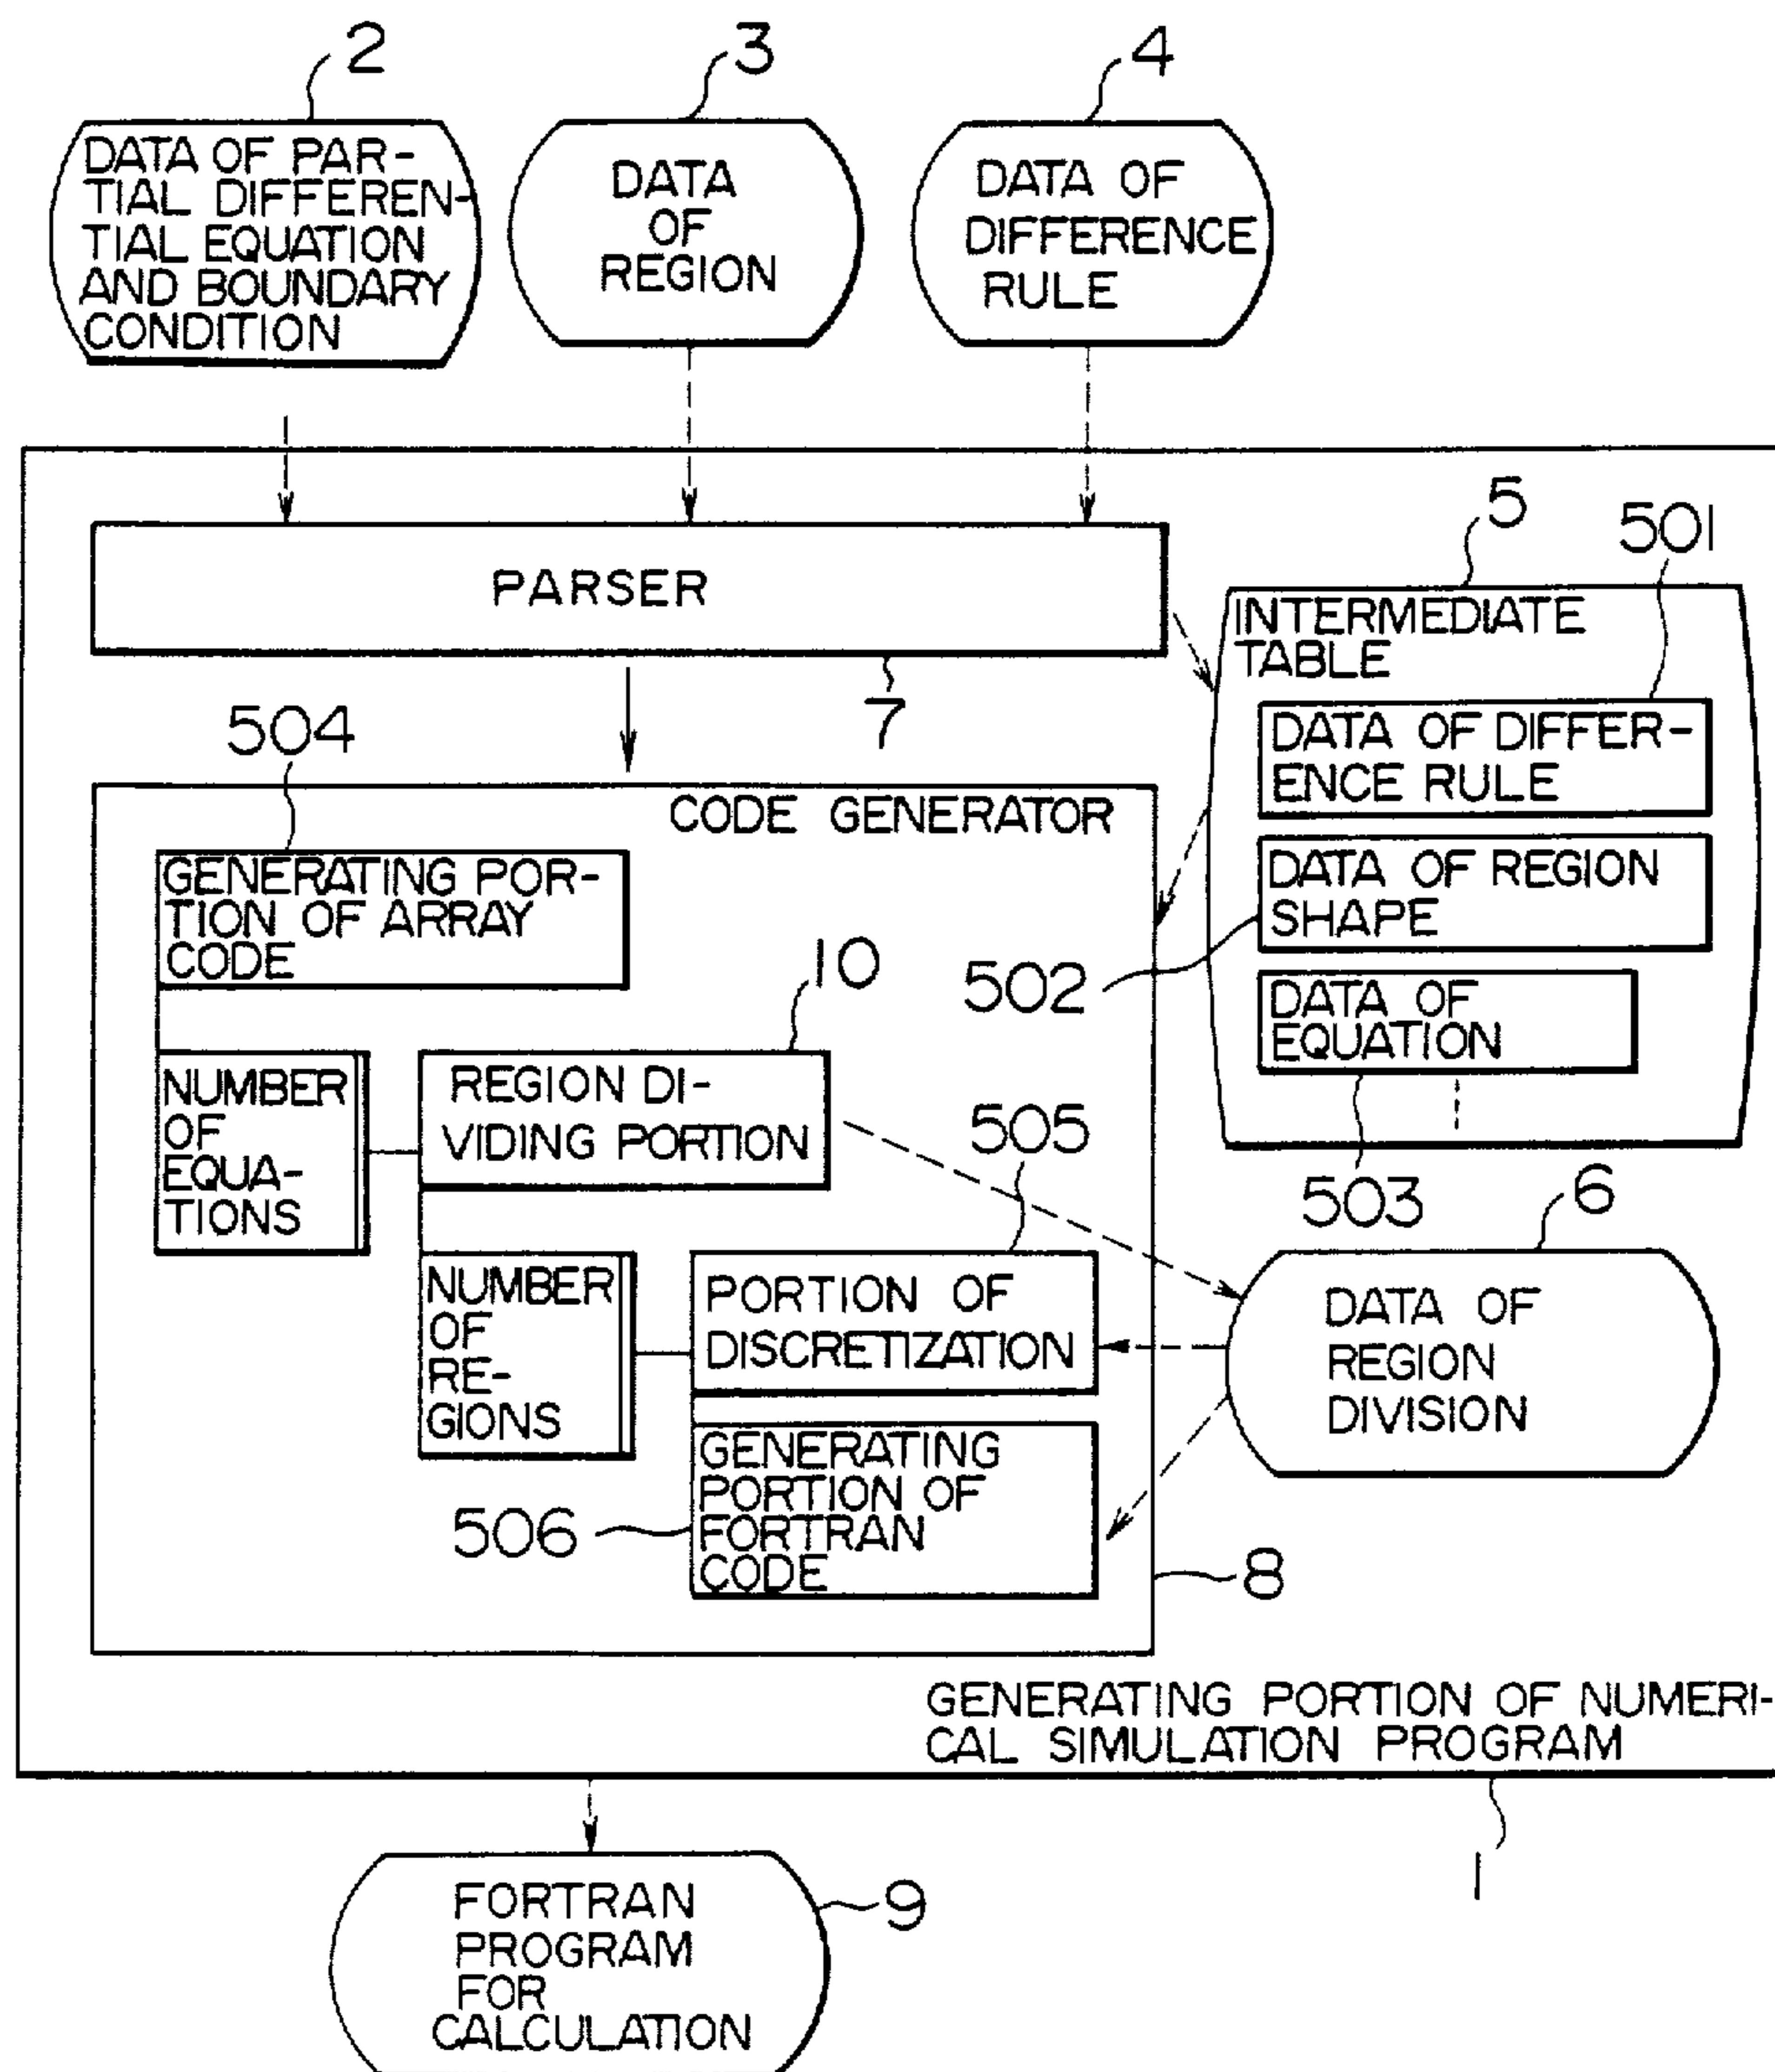 2
3
4
DATA OF PAR-
TIAL DIFFEREN-
TIAL EQUATION
AND BOUNDARY
CONDITION
DATA
OF
REGION
DATA OF
DIFFERENCE
RULE
PARSER
7
5
501
INTERMEDIATE
TABLE
DATA OF DIFFER-
ENCE RULE
DATA OF REGION
SHAPE
502
DATA OF
EQUATION
503
504
CODE GENERATOR
GENERATING POR-
TION OF ARRAY
CODE
10
NUMBER
OF
EQUA-
TIONS
REGION DI-
VIDING PORTION
505
6
NUMBER
OF
RE-
GIONS
PORTION OF
DISCRETIZATION
DATA OF
REGION
DIVISION
GENERATING
PORTION OF
FORTRAN
CODE
506
8
GENERATING PORTION OF NUMERI-
CAL SIMULATION PROGRAM
1
FORTRAN
PROGRAM
FOR
CALCULATION
9